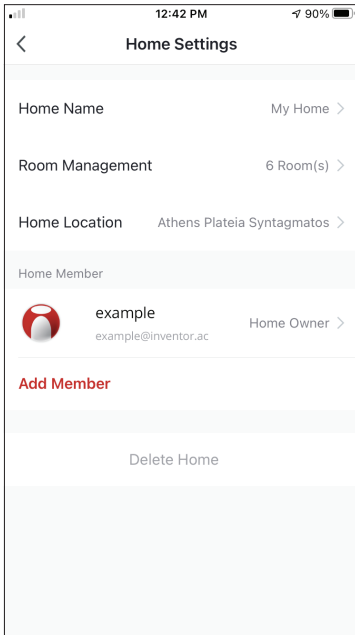 12:42 PM 90%
Home Settings
Home Name My Home
Room Management 6 Room(s)
Home Location Athens Plateia Syntagmatos
Home Member
example
example@inventor.ac
Home Owner
Add Member
Delete Home